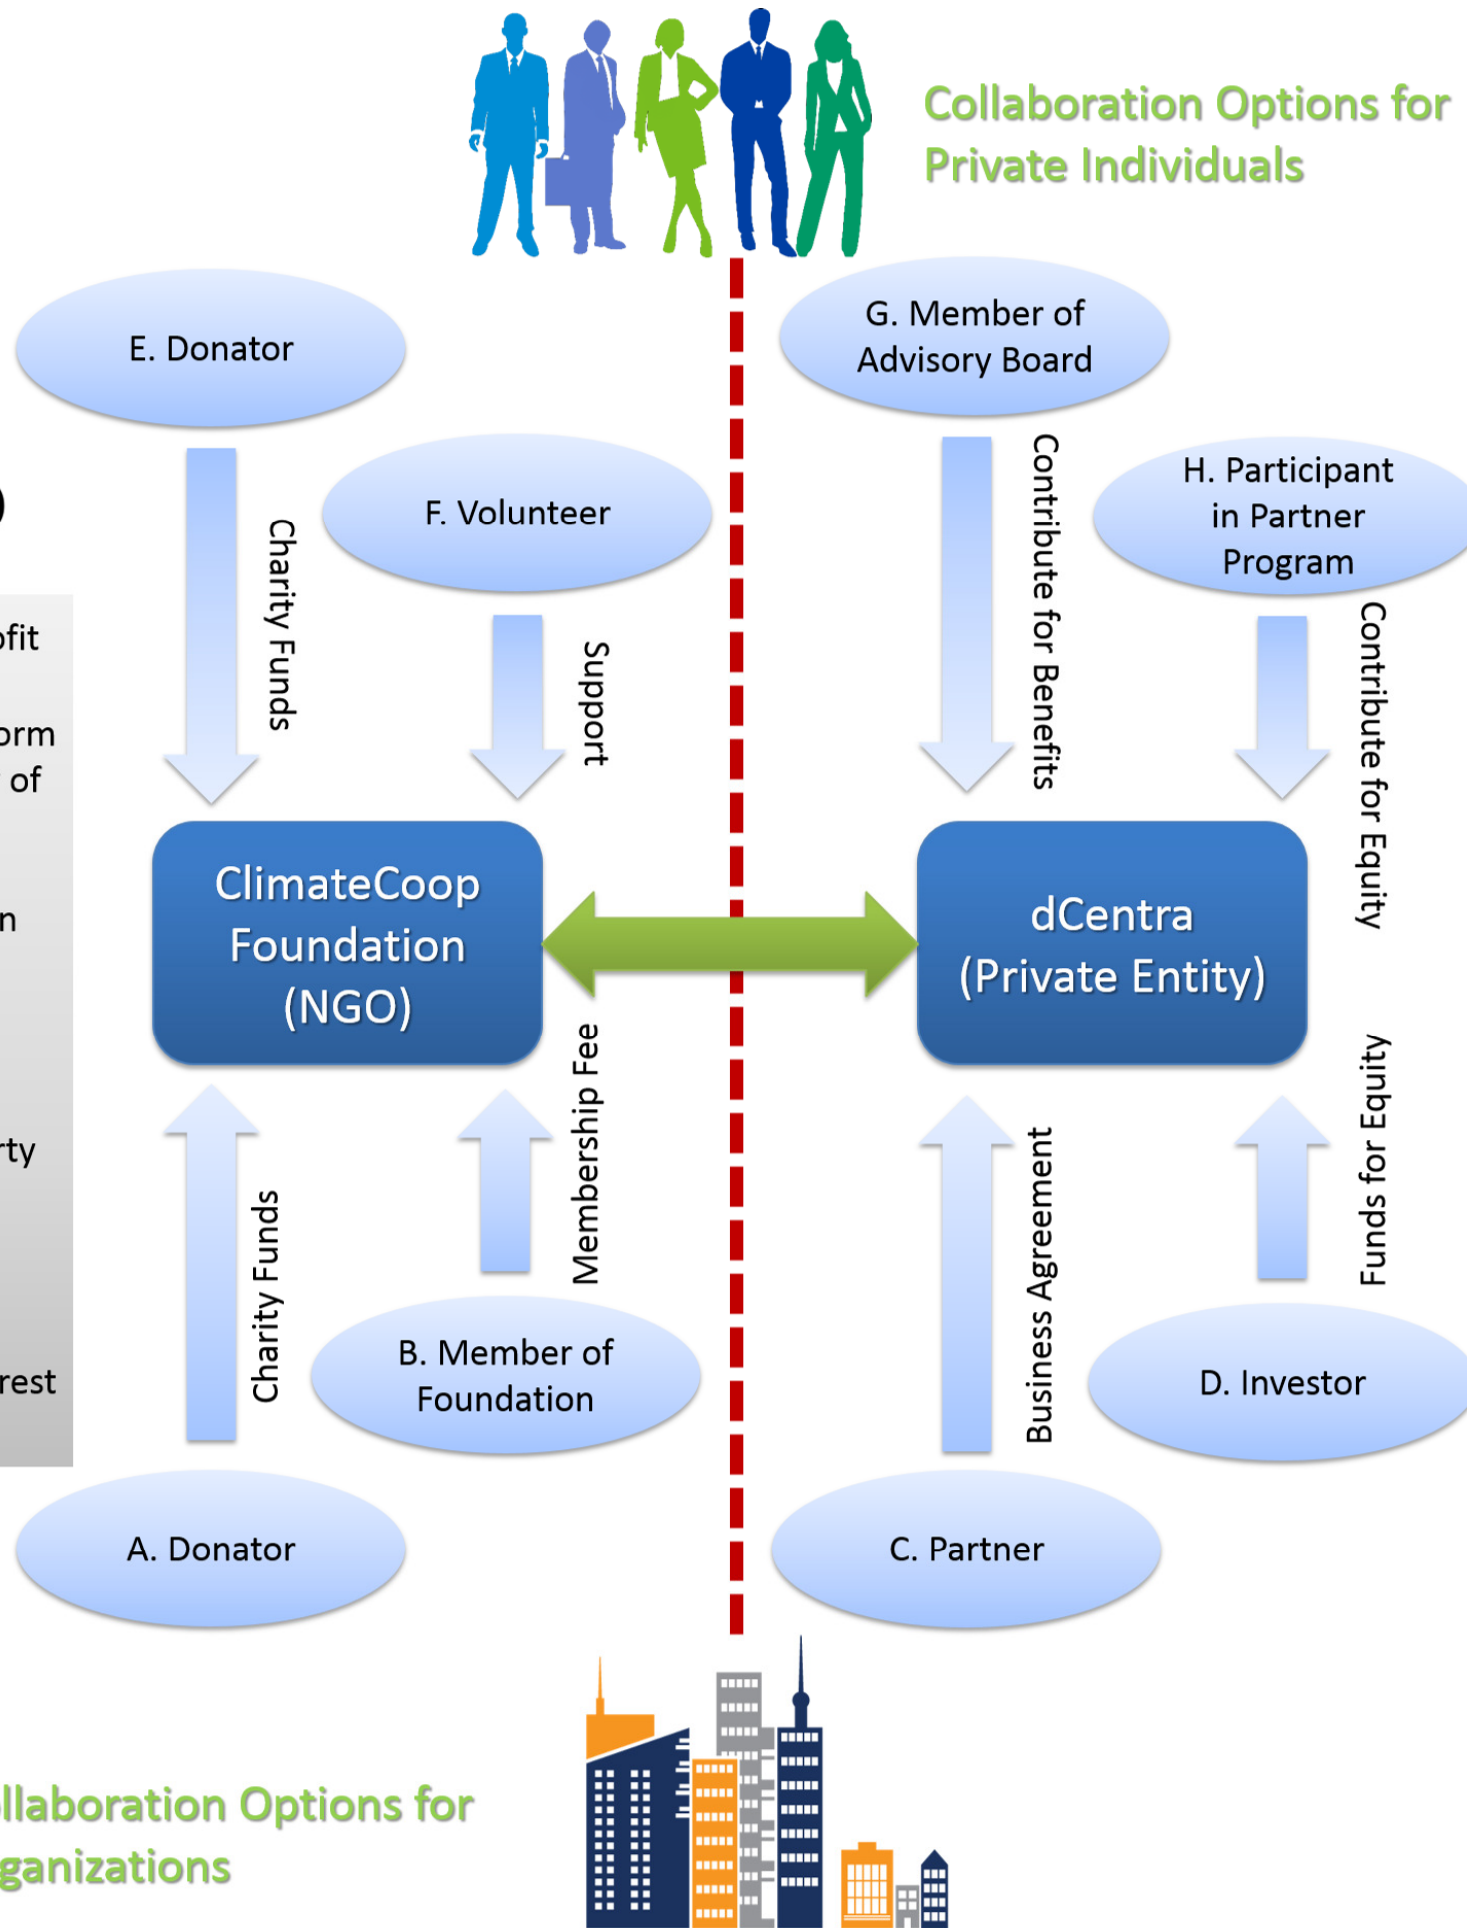 Collaboration Options for
Private Individuals
E. Donator
G. Member of
Advisory Board
F. Volunteer
H. Participant
in Partner
Program
Charity Funds
Support
Contribute for Benefits
Contribute for Equity
)
ofit
orm
of
n
rty
rest
ClimateCoop
Foundation
(NGO)
dCentra
(Private Entity)
Charity Funds
Membership Fee
Business Agreement
Funds for Equity
B. Member of
Foundation
D. Investor
A. Donator
C. Partner
ollaboration Options for
ganizations